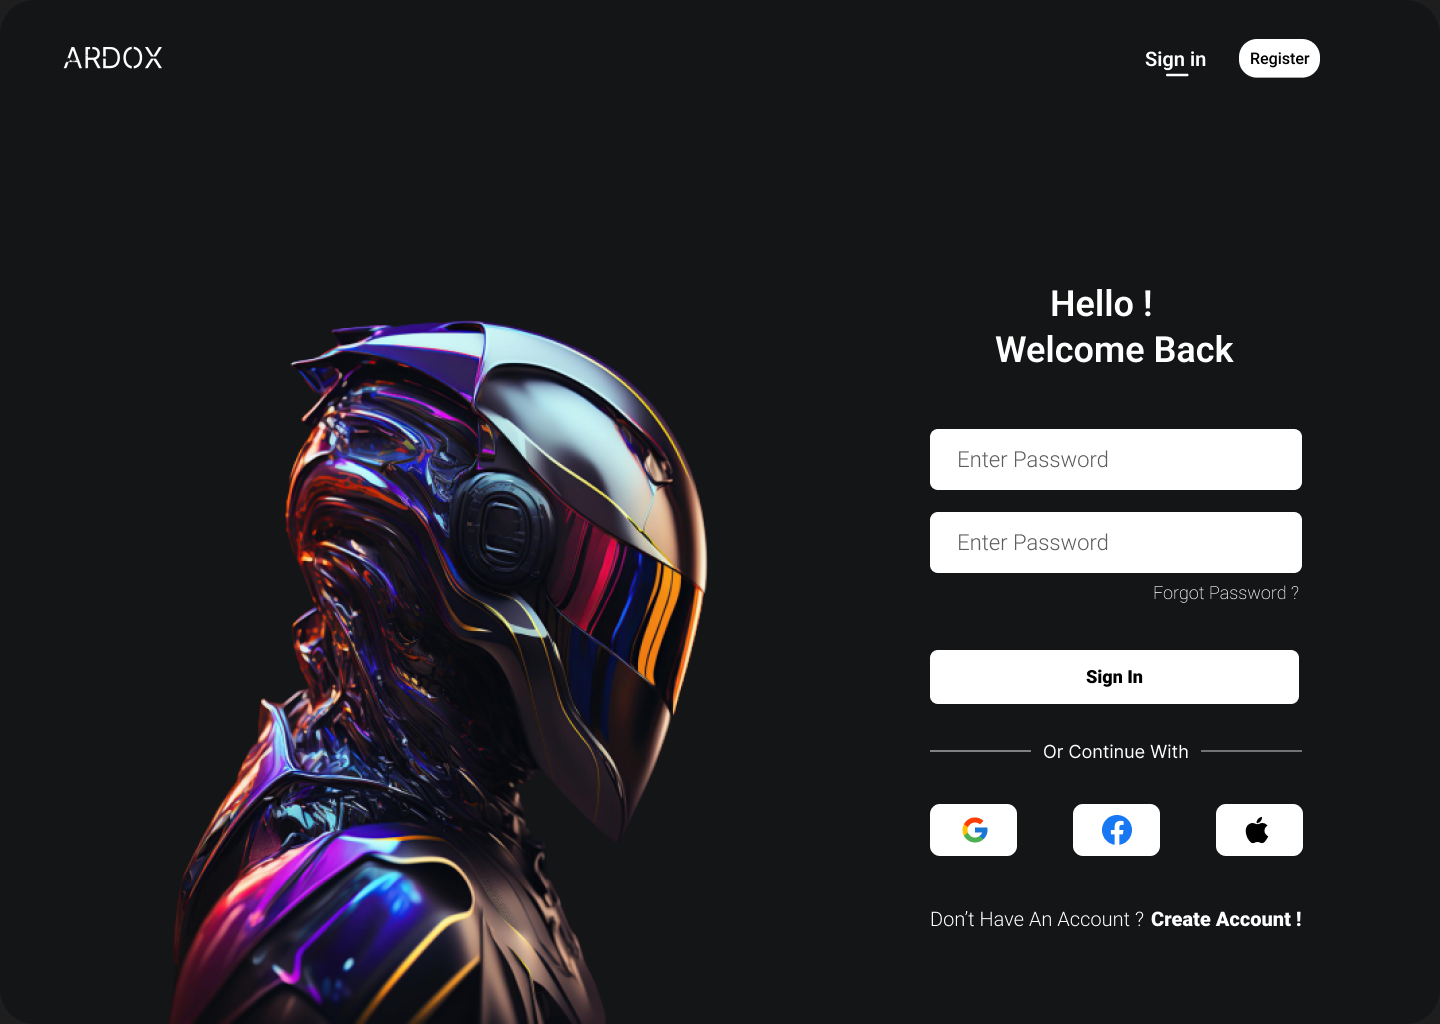 ARDOX
Sign in
Register
Hello !
Welcome Back
Enter Password
Enter Password
Forgot Password ?
Sign In
Or Continue With
Don’t Have An Account ? Create Account !